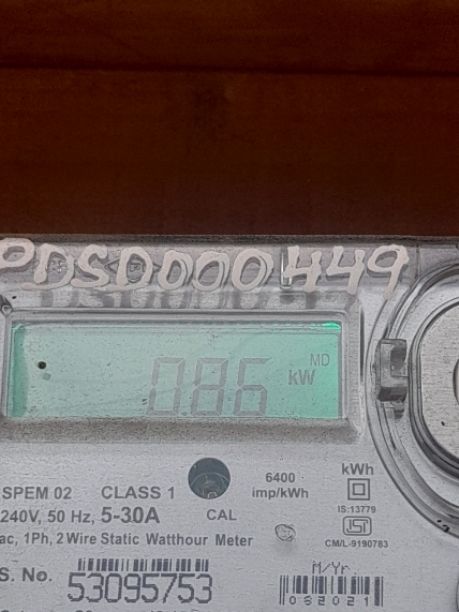 PDSD000449
MD
0.86 kW
SPEM 02 CLASS 1
6400
imp/kWh
kWh
IS:13779
240V, 50 Hz, 5-30A
CAL
ac, 1Ph, 2 Wire Static Watthour Meter
CM/L-9190783
S. No. 53095753
M/Yr.
062021